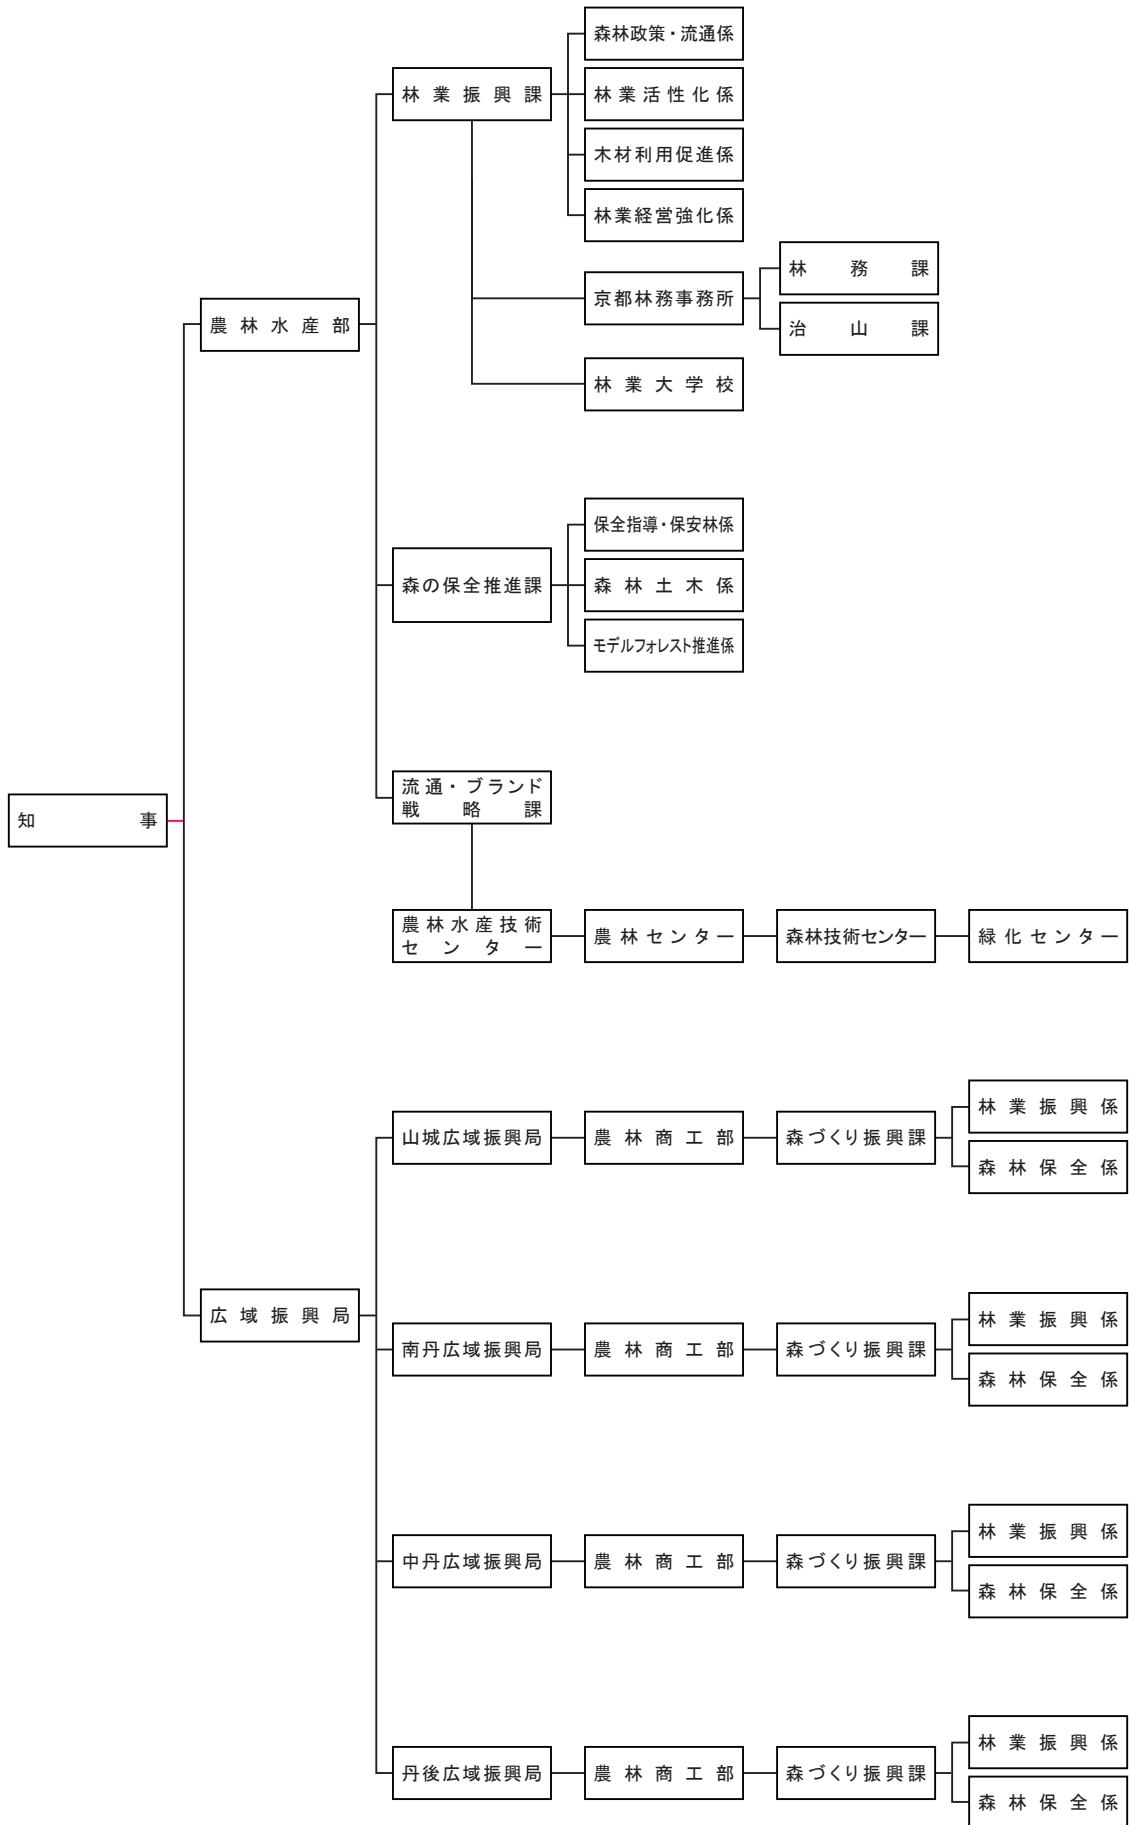 森林政策・流通係
林業振興課
林業活性化係
木材利用促進係
林業経営強化係
林務課
京都林務事務所
農林水産部
治山課
林業大学校
保全指導・保安林係
森の保全推進課
森林土木係
モデルフォレスト推進係
流通・ブランド
戦略課
知事
農林水産技術
センター
農林センター
森林技術センター
緑化センター
林業振興係
山城広域振興局
農林商工部
森づくり振興課
森林保全係
広域振興局
林業振興係
南丹広域振興局
農林商工部
森づくり振興課
森林保全係
林業振興係
中丹広域振興局
農林商工部
森づくり振興課
森林保全係
林業振興係
丹後広域振興局
農林商工部
森づくり振興課
森林保全係